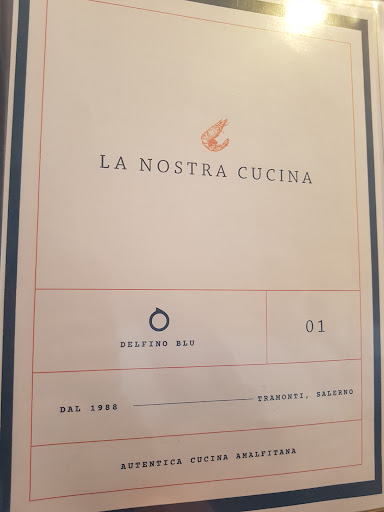 LA NOSTRA CUCINA
DELFINO BLU
01
DAL 1988 TRAMONTI, SALERNO
AUTENTICA CUCINA AMALFITANA